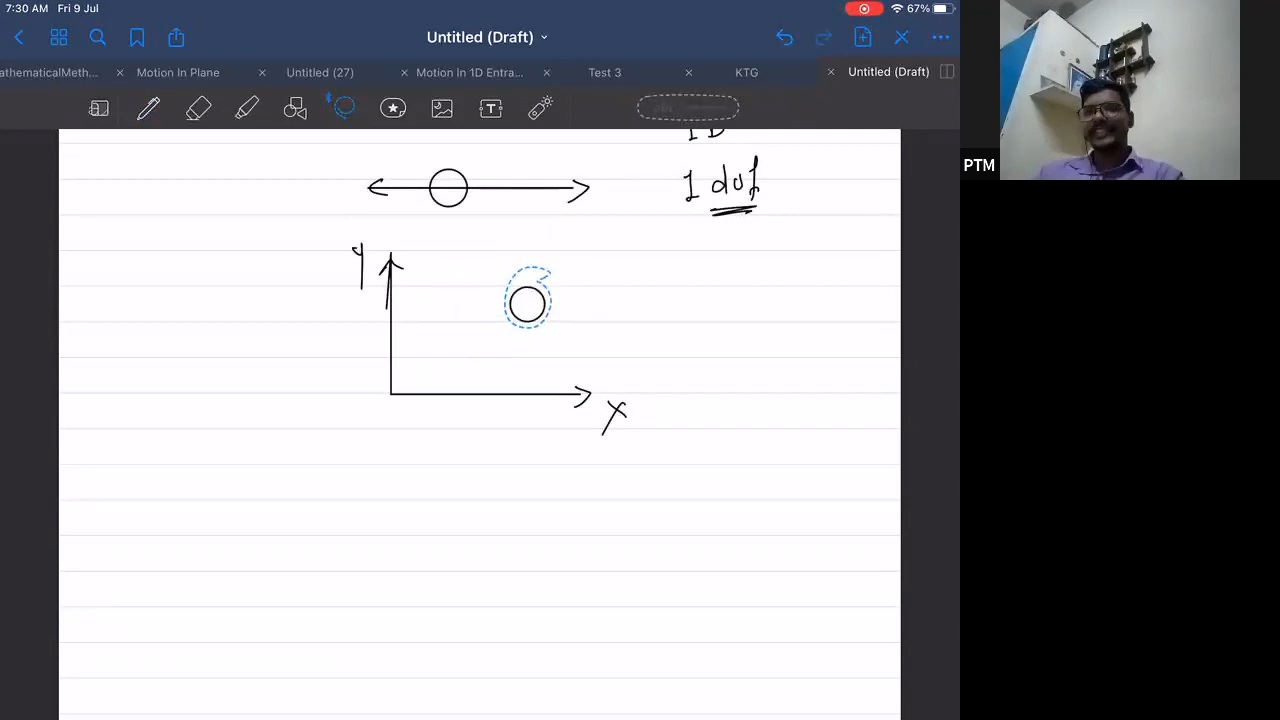 7:30 AM Fri 9 Jul
67%
Untitled (Draft)
athematicalMeth...
Motion In Plane
Untitled (27)
Motion In 1D Entra...
Test 3
KTG
Untitled (Draft)
T
PTM
1D
1 dof
y
x